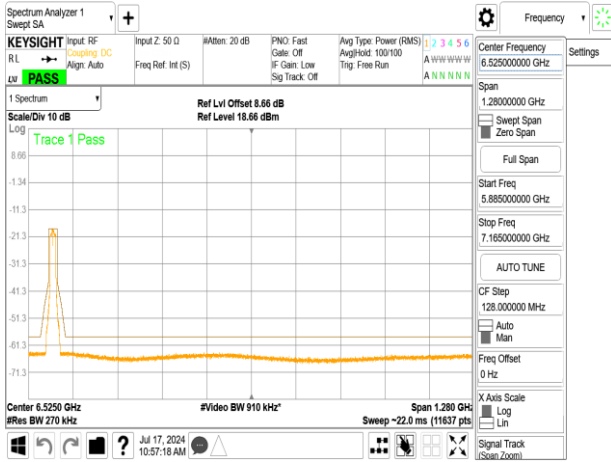 Spectrum Analyzer 1
Swept SA
Frequency
KEYSIGHT
RL
PASS
Input: RF
Coupling: DC
Align: Auto
Input Z: 50 Ω
Freq Ref: Int (S)
#Atten: 20 dB
PNO: Fast
Gate: Off
IF Gain: Low
Sig Track: Off
Avg Type: Power (RMS)
Avg|Hold: 100/100
Trig: Free Run
1 2 3 4 5 6
A W W W W W
A N N N N N
Center Frequency
6.525000000 GHz
Settings
Span
1.28000000 GHz
Swept Span
Zero Span
Full Span
Start Freq
5.885000000 GHz
Stop Freq
7.165000000 GHz
AUTO TUNE
CF Step
128.000000 MHz
Auto
Man
Freq Offset
0 Hz
X Axis Scale
Log
Lin
Signal Track
(Span Zoom)
1 Spectrum
Scale/Div 10 dB
Ref Lvl Offset 8.66 dB
Ref Level 18.66 dBm
Log
Trace 1 Pass
8.66
-1.34
-11.3
-21.3
-31.3
-41.3
-51.3
-61.3
-71.3
Center 6.5250 GHz
#Res BW 270 kHz
#Video BW 910 kHz*
Span 1.280 GHz
Sweep ~22.0 ms (11637 pts
Jul 17, 2024
10:57:18 AM